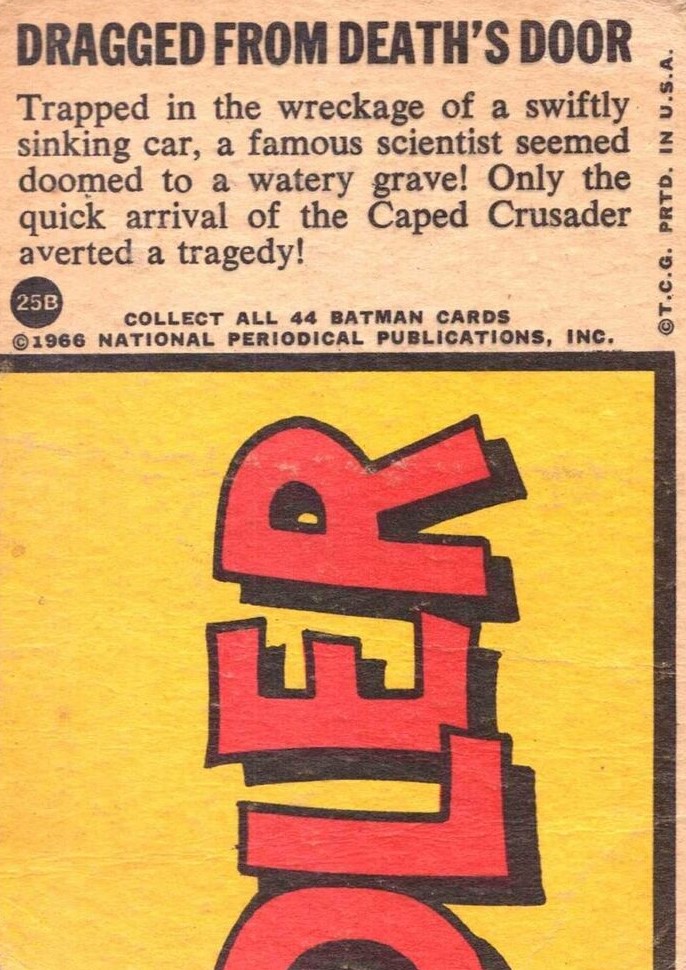 DRAGGED FROM DEATH'S DOOR
Trapped in the wreckage of a swiftly
sinking car, a famous scientist seemed
doomed to a watery grave! Only the
quick arrival of the Caped Crusader
averted a tragedy!
25B
COLLECT ALL 44 BATMAN CARDS
©1966 NATIONAL PERIODICAL PUBLICATIONS, INC.
©T.C.G. PRTD. IN U.S.A.
DLER